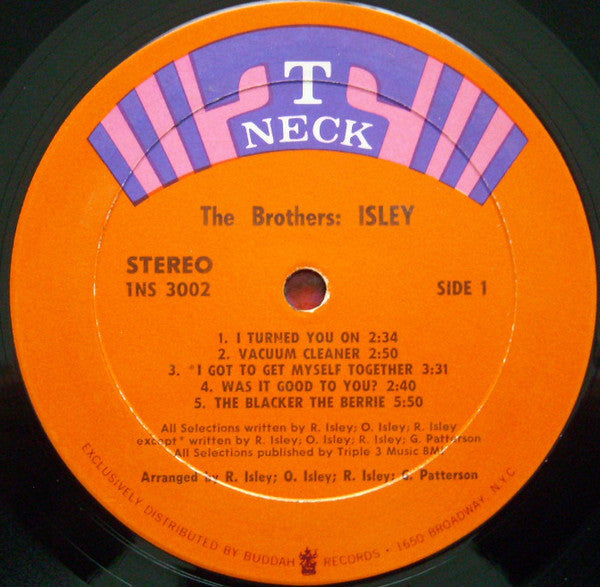 T
NECK
The Brothers: ISLEY
STEREO
1NS 3002
SIDE 1
1. I TURNED YOU ON 2:34
2. VACUUM CLEANER 2:50
3. *I GOT TO GET MYSELF TOGETHER 3:31
4. WAS IT GOOD TO YOU? 2:40
5. THE BLACKER THE BERRIE 5:50
All Selections written by R. Isley; O. Isley; R. Isley
except* written by R. Isley; O. Isley; R. Isley; G. Patterson
All Selections published by Triple 3 Music BMI
Arranged by R. Isley; O. Isley; R. Isley; G. Patterson
EXCLUSIVELY DISTRIBUTED BY BUDDAH RECORDS • 1650 BROADWAY, N.Y.C.